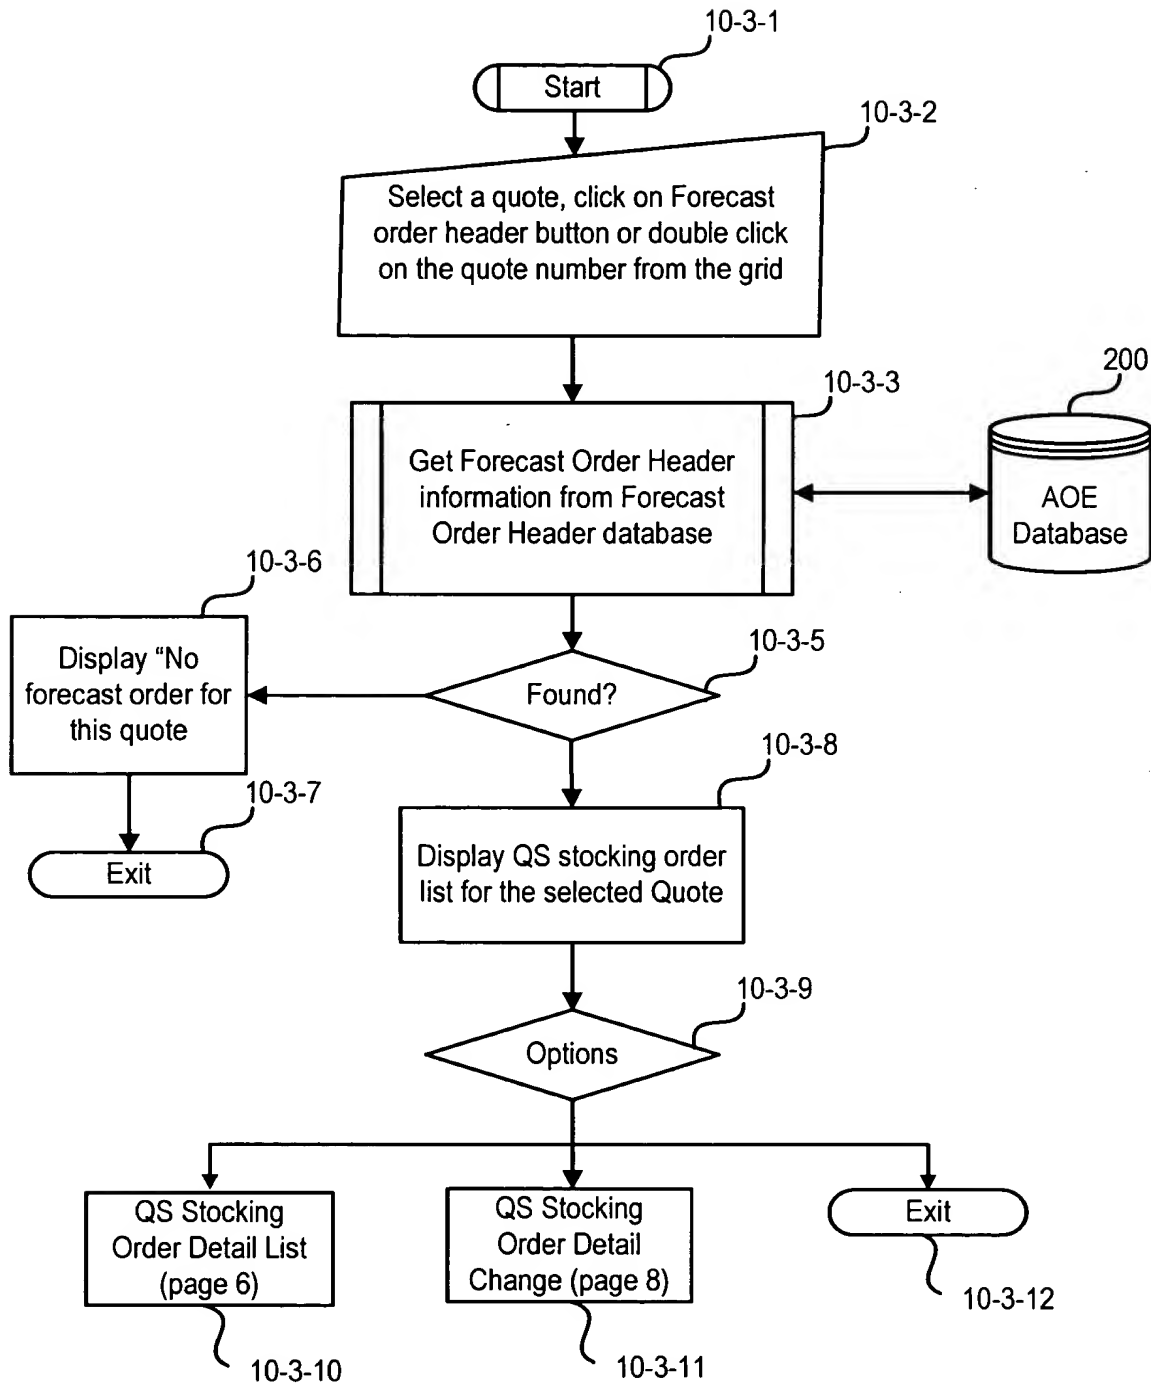 10-3-1
Start
10-3-2
Select a quote, click on Forecast
order header button or double click
on the quote number from the grid
10-3-3
200
Get Forecast Order Header
information from Forecast
Order Header database
AOE
Database
10-3-6
10-3-5
Display “No
forecast order for
this quote
Found?
10-3-8
10-3-7
Exit
Display QS stocking order
list for the selected Quote
10-3-9
Options
QS Stocking
Order Detail List
(page 6)
QS Stocking
Order Detail
Change (page 8)
Exit
10-3-12
10-3-10
10-3-11